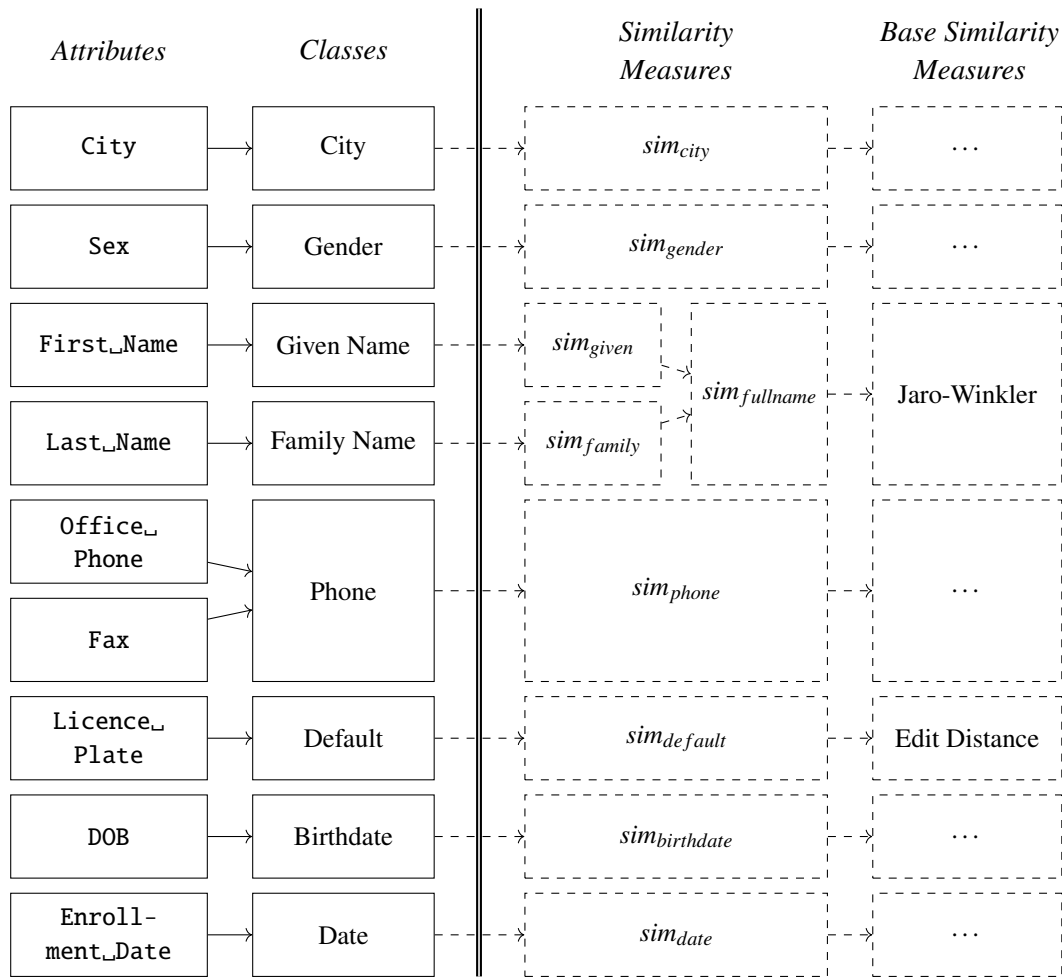 Attributes
Classes
Similarity
Measures
Base Similarity
Measures
City
City
sim_city
···
Sex
Gender
sim_gender
···
First␣Name
Given Name
sim_given
Last␣Name
Family Name
sim_family
sim_fullname
Jaro-Winkler
Office␣
Phone
Fax
Phone
sim_phone
···
Licence␣
Plate
Default
sim_default
Edit Distance
DOB
Birthdate
sim_birthdate
···
Enroll-
ment␣Date
Date
sim_date
···